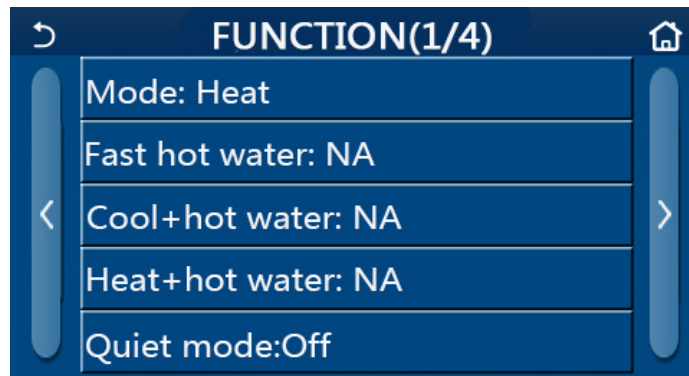 FUNCTION(1/4)
Mode: Heat
Fast hot water: NA
Cool+hot water: NA
Heat+hot water: NA
Quiet mode:Off